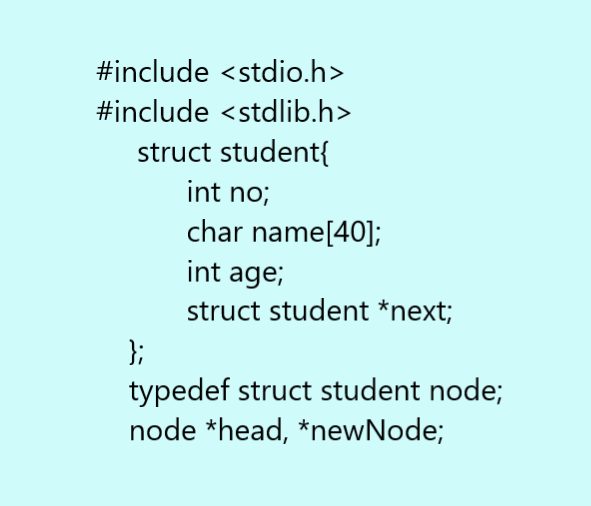 #include <stdio.h>
#include <stdlib.h>
struct student{
int no;
char name[40];
int age;
struct student *next;
};
typedef struct student node;
node *head, *newNode;